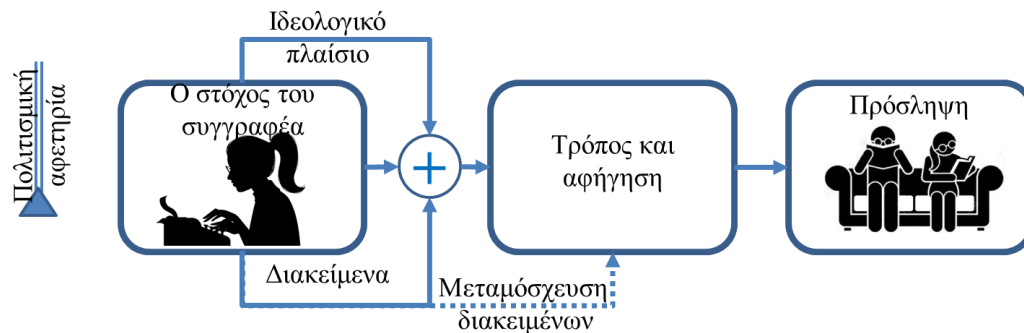 Πολιτισμική
αφετηρία
Ιδεολογικό
πλαίσιο
Ο στόχος του
συγγραφέα
Διακείμενα
Μεταμόσχευση
διακειμένων
Τρόπος και
αφήγηση
Πρόσληψη